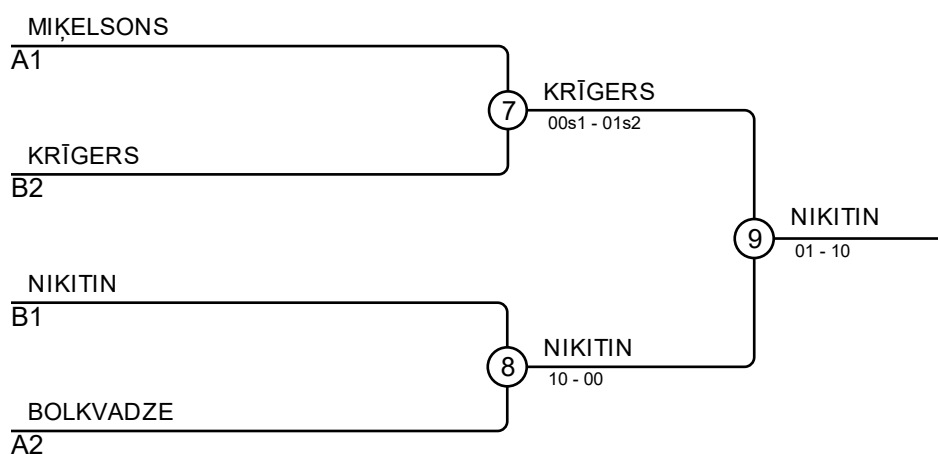 MIĶELSONS
A1
7
KRĪGERS
00s1 - 01s2
KRĪGERS
B2
9
NIKITIN
01 - 10
NIKITIN
B1
8
NIKITIN
10 - 00
BOLKVADZE
A2